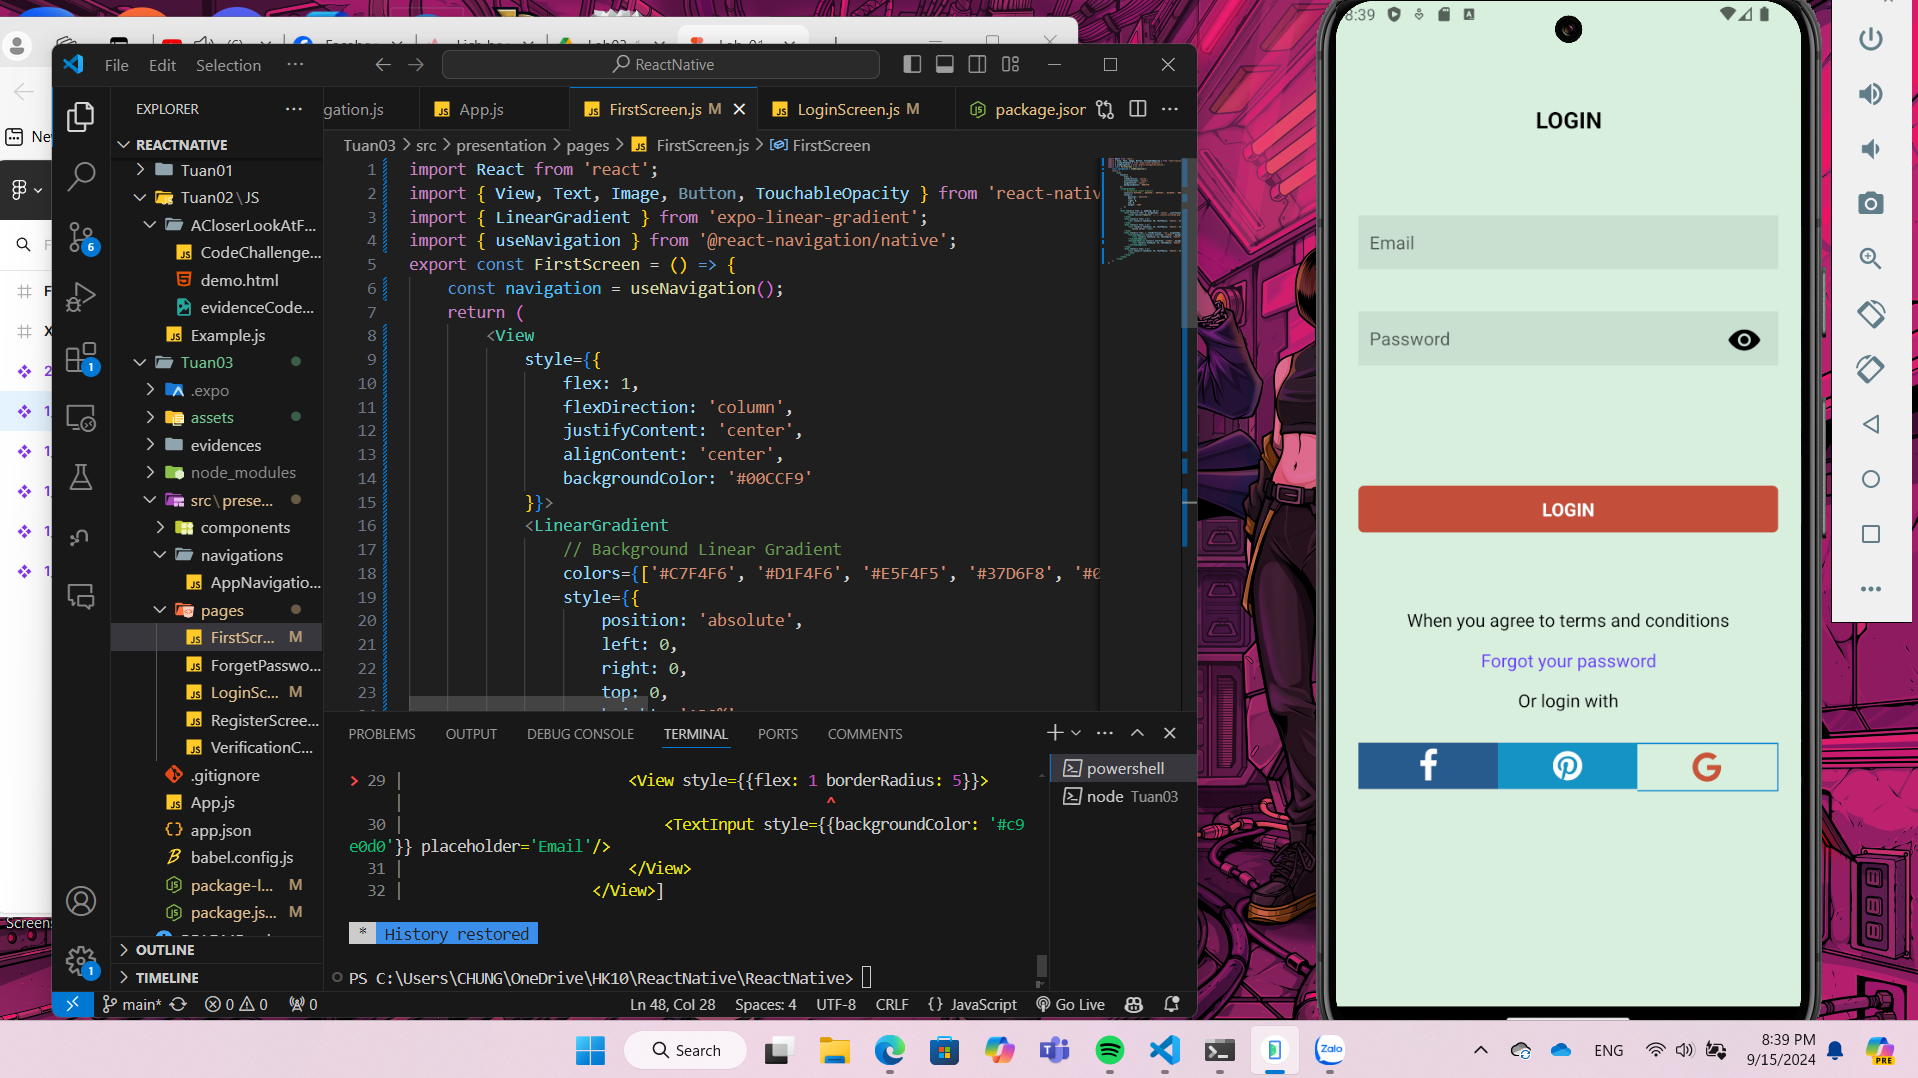 File Edit Selection ··· ReactNative
EXPLORER
gation.js App.js FirstScreen.js M LoginScreen.js M package.jsor
REACTNATIVE
Tuan03 > src > presentation > pages > FirstScreen.js > FirstScreen
Tuan01
Tuan02\JS
ACloserLookAtF...
CodeChallenge...
demo.html
evidenceCode...
Example.js
Tuan03
.expo
assets
evidences
node_modules
src\prese...
components
navigations
AppNavigatio...
pages
FirstScr... M
ForgetPasswo...
LoginSc... M
RegisterScree...
VerificationC...
.gitignore
App.js
app.json
babel.config.js
package-l... M
package.js... M
OUTLINE
TIMELINE
6
1
1
1 import React from 'react';
2 import { View, Text, Image, Button, TouchableOpacity } from 'react-nativ
3 import { LinearGradient } from 'expo-linear-gradient';
4 import { useNavigation } from '@react-navigation/native';
5 export const FirstScreen = () => {
6 const navigation = useNavigation();
7 return (
8 <View
9 style={{
10 flex: 1,
11 flexDirection: 'column',
12 justifyContent: 'center',
13 alignContent: 'center',
14 backgroundColor: '#00CCF9'
15 }}>
16 <LinearGradient
17 // Background Linear Gradient
18 colors={['#C7F4F6', '#D1F4F6', '#E5F4F5', '#37D6F8', '#0
19 style={{
20 position: 'absolute',
21 left: 0,
22 right: 0,
23 top: 0,
PROBLEMS OUTPUT DEBUG CONSOLE TERMINAL PORTS COMMENTS
powershell
node Tuan03
> 29 | <View style={{flex: 1 borderRadius: 5}}>
| ^
30 | <TextInput style={{backgroundColor: '#c9
e0d0'}} placeholder='Email'/>
31 | </View>
32 | </View>]
* History restored
PS C:\Users\CHUNG\OneDrive\HK10\ReactNative\ReactNative>
main* 0 0 0 Ln 48, Col 28 Spaces: 4 UTF-8 CRLF {} JavaScript Go Live
8:39
LOGIN
Email
Password
LOGIN
When you agree to terms and conditions
Forgot your password
Or login with
f G
Search
Zalo
ENG
8:39 PM
9/15/2024
PRE